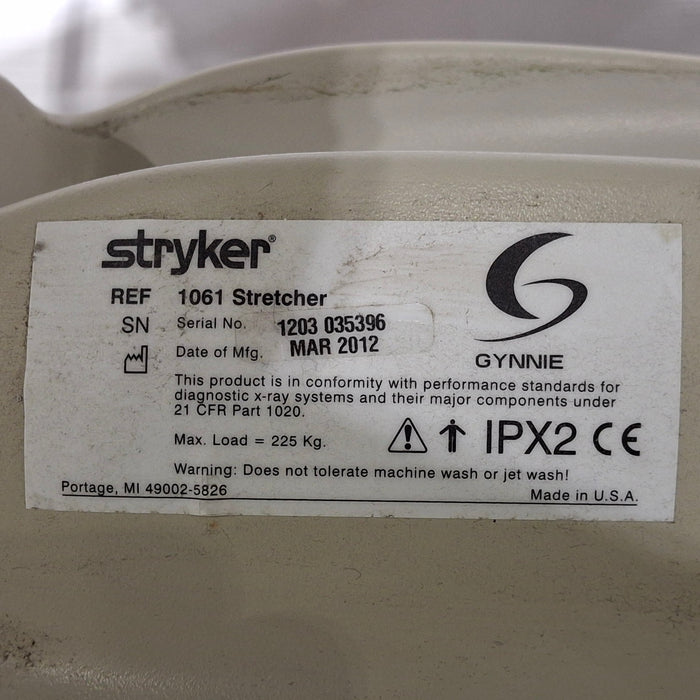 stryker®
REF 1061 Stretcher
SN Serial No. 1203 035396
Date of Mfg. MAR 2012
GYNNIE
This product is in conformity with performance standards for
diagnostic x-ray systems and their major components under
21 CFR Part 1020.
Max. Load = 225 Kg.
IPX2 CE
Warning: Does not tolerate machine wash or jet wash!
Portage, MI 49002-5826
Made in U.S.A.